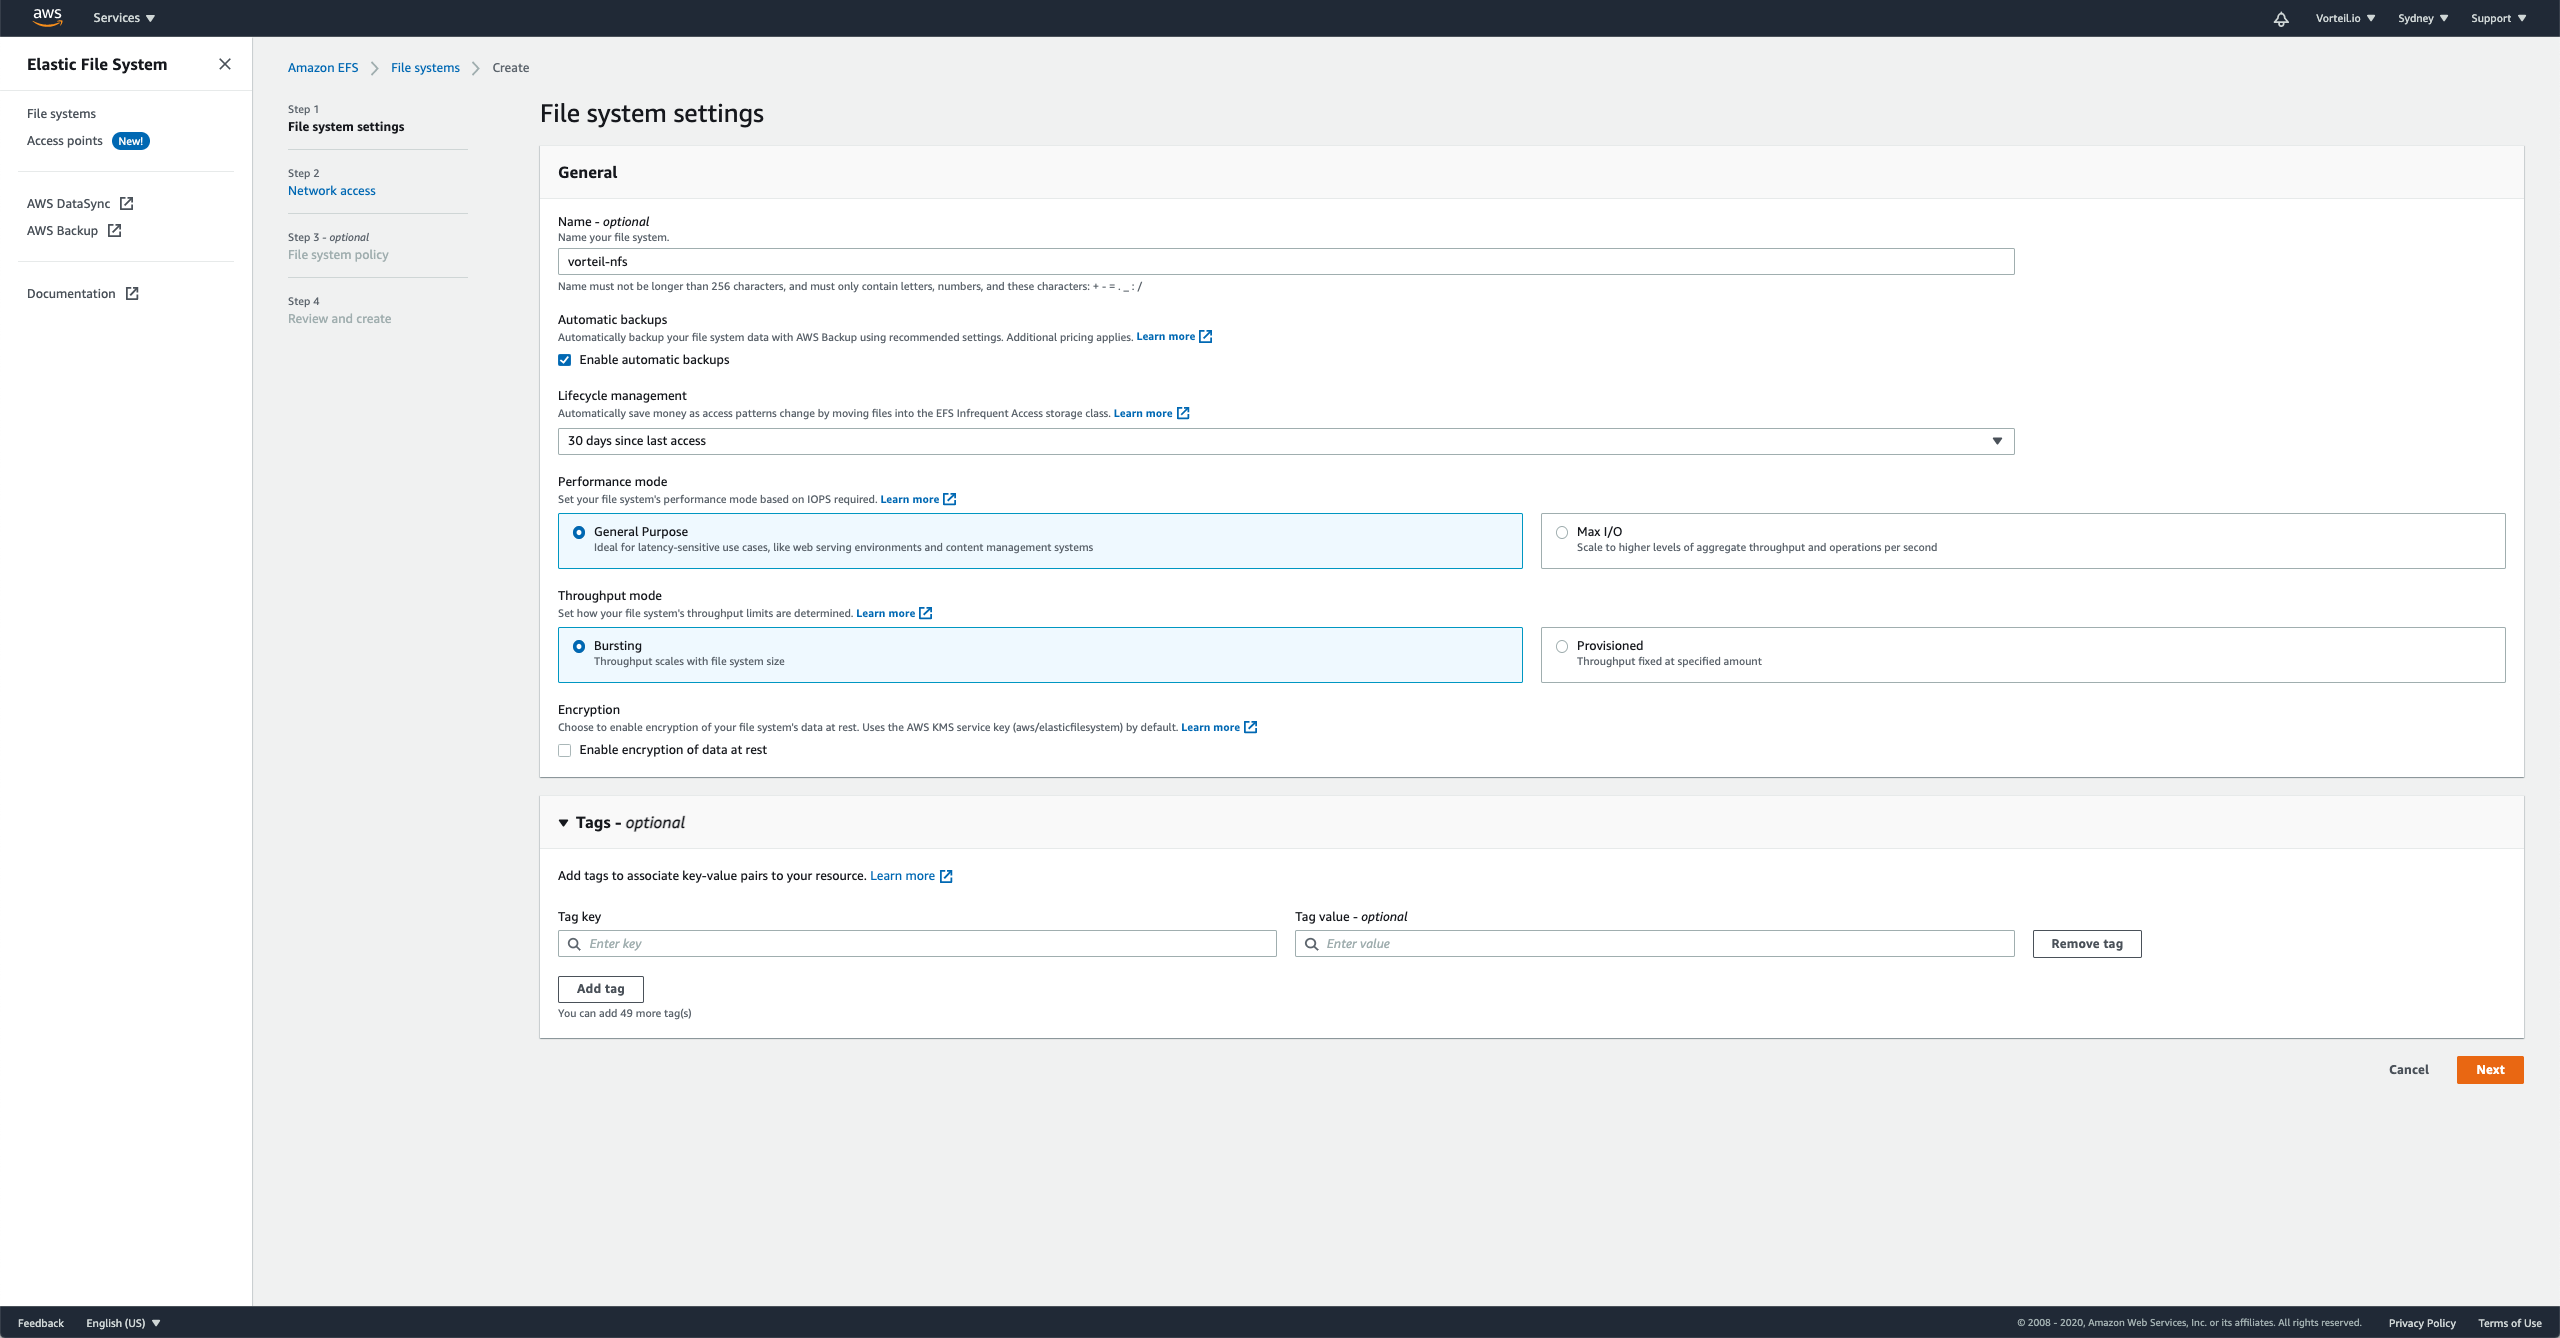 aws Services Vorteil.io Sydney Support
Elastic File System
File systems
Access points New!
AWS DataSync
AWS Backup
Documentation
Amazon EFS File systems Create
Step 1
File system settings
Step 2
Network access
Step 3 - optional
File system policy
Step 4
Review and create
File system settings
General
Name - optional
Name your file system.
vorteil-nfs
Name must not be longer than 256 characters, and must only contain letters, numbers, and these characters: + - = . _ : /
Automatic backups
Automatically backup your file system data with AWS Backup using recommended settings. Additional pricing applies. Learn more
Enable automatic backups
Lifecycle management
Automatically save money as access patterns change by moving files into the EFS Infrequent Access storage class. Learn more
30 days since last access
Performance mode
Set your file system's performance mode based on IOPS required. Learn more
General Purpose
Ideal for latency-sensitive use cases, like web serving environments and content management systems
Max I/O
Scale to higher levels of aggregate throughput and operations per second
Throughput mode
Set how your file system's throughput limits are determined. Learn more
Bursting
Throughput scales with file system size
Provisioned
Throughput fixed at specified amount
Encryption
Choose to enable encryption of your file system's data at rest. Uses the AWS KMS service key (aws/elasticfilesystem) by default. Learn more
Enable encryption of data at rest
Tags - optional
Add tags to associate key-value pairs to your resource. Learn more
Tag key
Enter key
Tag value - optional
Enter value
Remove tag
Add tag
You can add 49 more tag(s)
Cancel Next
Feedback English (US) © 2008 - 2020, Amazon Web Services, Inc. or its affiliates. All rights reserved. Privacy Policy Terms of Use